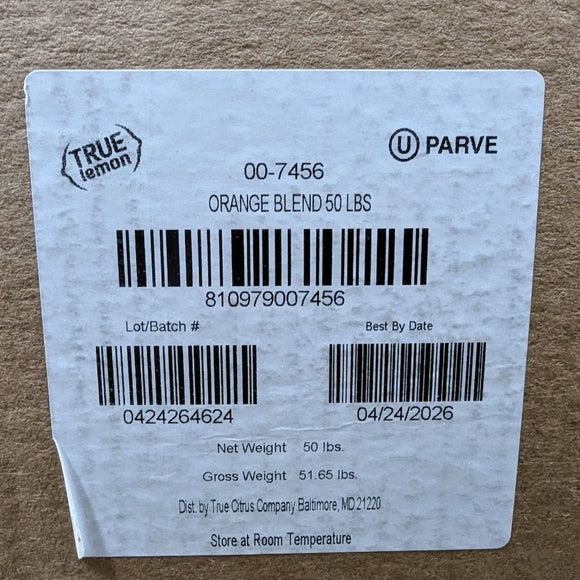 TRUE
lemon
U PARVE
00-7456
ORANGE BLEND 50 LBS
810979007456
Lot/Batch #
Best By Date
0424264624
04/24/2026
Net Weight 50 lbs.
Gross Weight 51.65 lbs.
Dist. by True Citrus Company Baltimore, MD 21220
Store at Room Temperature